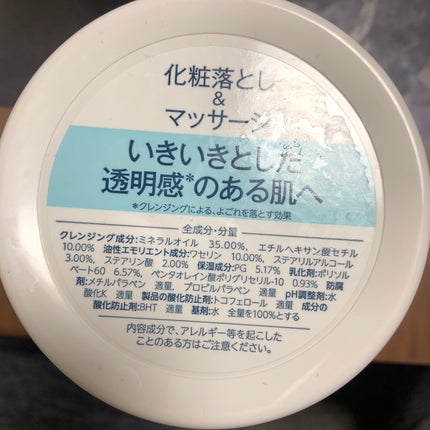 化粧落とし
&
マッサージ
いきいきとした
透明感*のある肌へ
*クレンジングによる、よごれを落とす効果
全成分・分量
クレンジング成分:ミネラルオイル 35.00%、エチルヘキサン酸セチル
10.00% 油性エモリエント成分:ワセリン 10.00%、ステアリルアルコール
3.00%、ステアリン酸 2.00% 保湿成分:PG 5.17% 乳化剤:ポリソル
ベート60 6.57%、ペンタオレイン酸ポリグリセリル-10 0.93% 防腐
剤:メチルパラベン 適量、プロピルパラベン 適量 pH調整剤:水
酸化K 適量 製品の酸化防止剤:トコフェロール 適量 成分の
酸化防止剤:BHT 適量 基剤:水 全量を100%とする
内容成分で、アレルギー等を起こした
ことのある方はご注意ください。